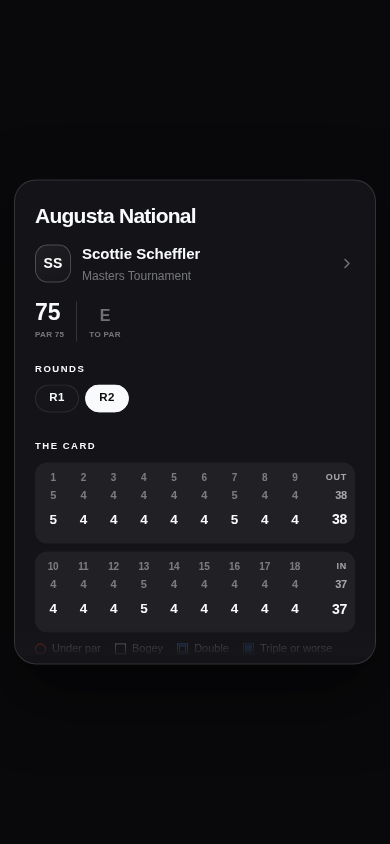 Augusta National
SS
Scottie Scheffler
Masters Tournament
75
E
PAR 75
TO PAR
ROUNDS
R1 R2
THE CARD
1 2 3 4 5 6 7 8 9 OUT
5 4 4 4 4 4 5 4 4 38
5 4 4 4 4 4 5 4 4 38
10 11 12 13 14 15 16 17 18 IN
4 4 4 5 4 4 4 4 4 37
4 4 4 5 4 4 4 4 4 37
Under par Bogey Double Triple or worse